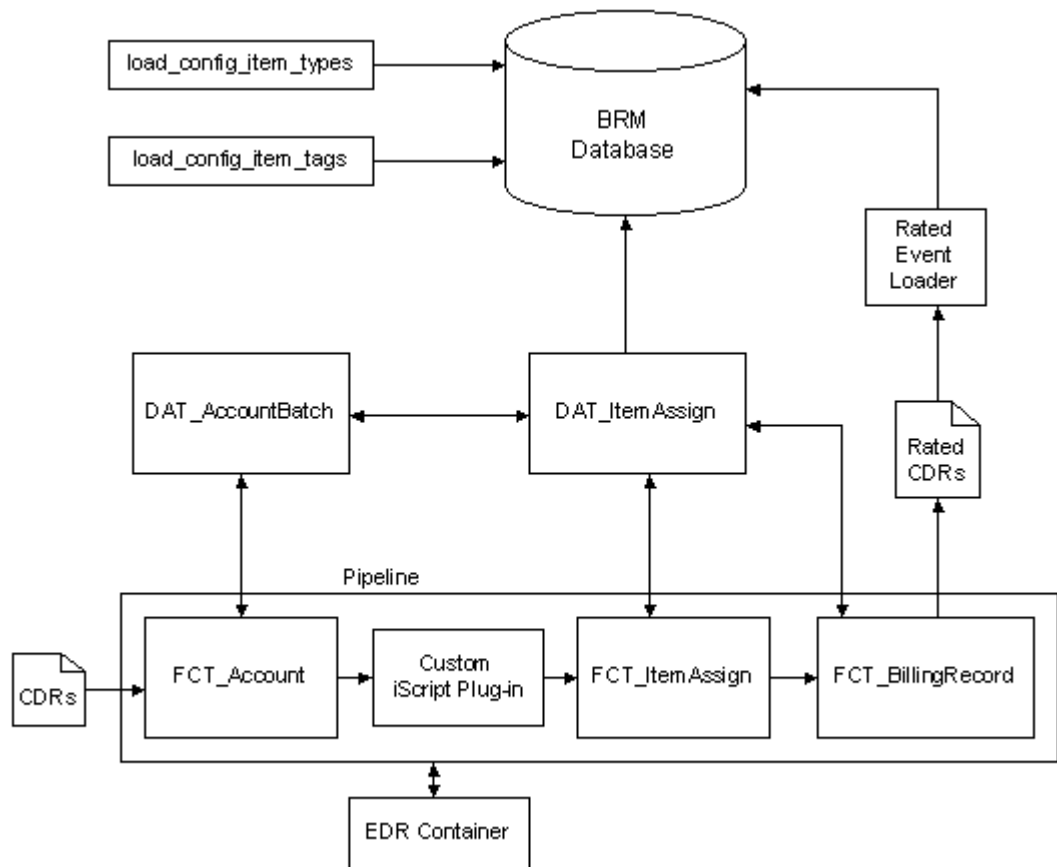 load_config_item_types
BRM
Database
load_config_item_tags
Rated
Event
Loader
DAT_AccountBatch
DAT_ItemAssign
Rated
CDRs
Pipeline
CDRs
FCT_Account
Custom
iScript Plug-in
FCT_ItemAssign
FCT_BillingRecord
EDR Container